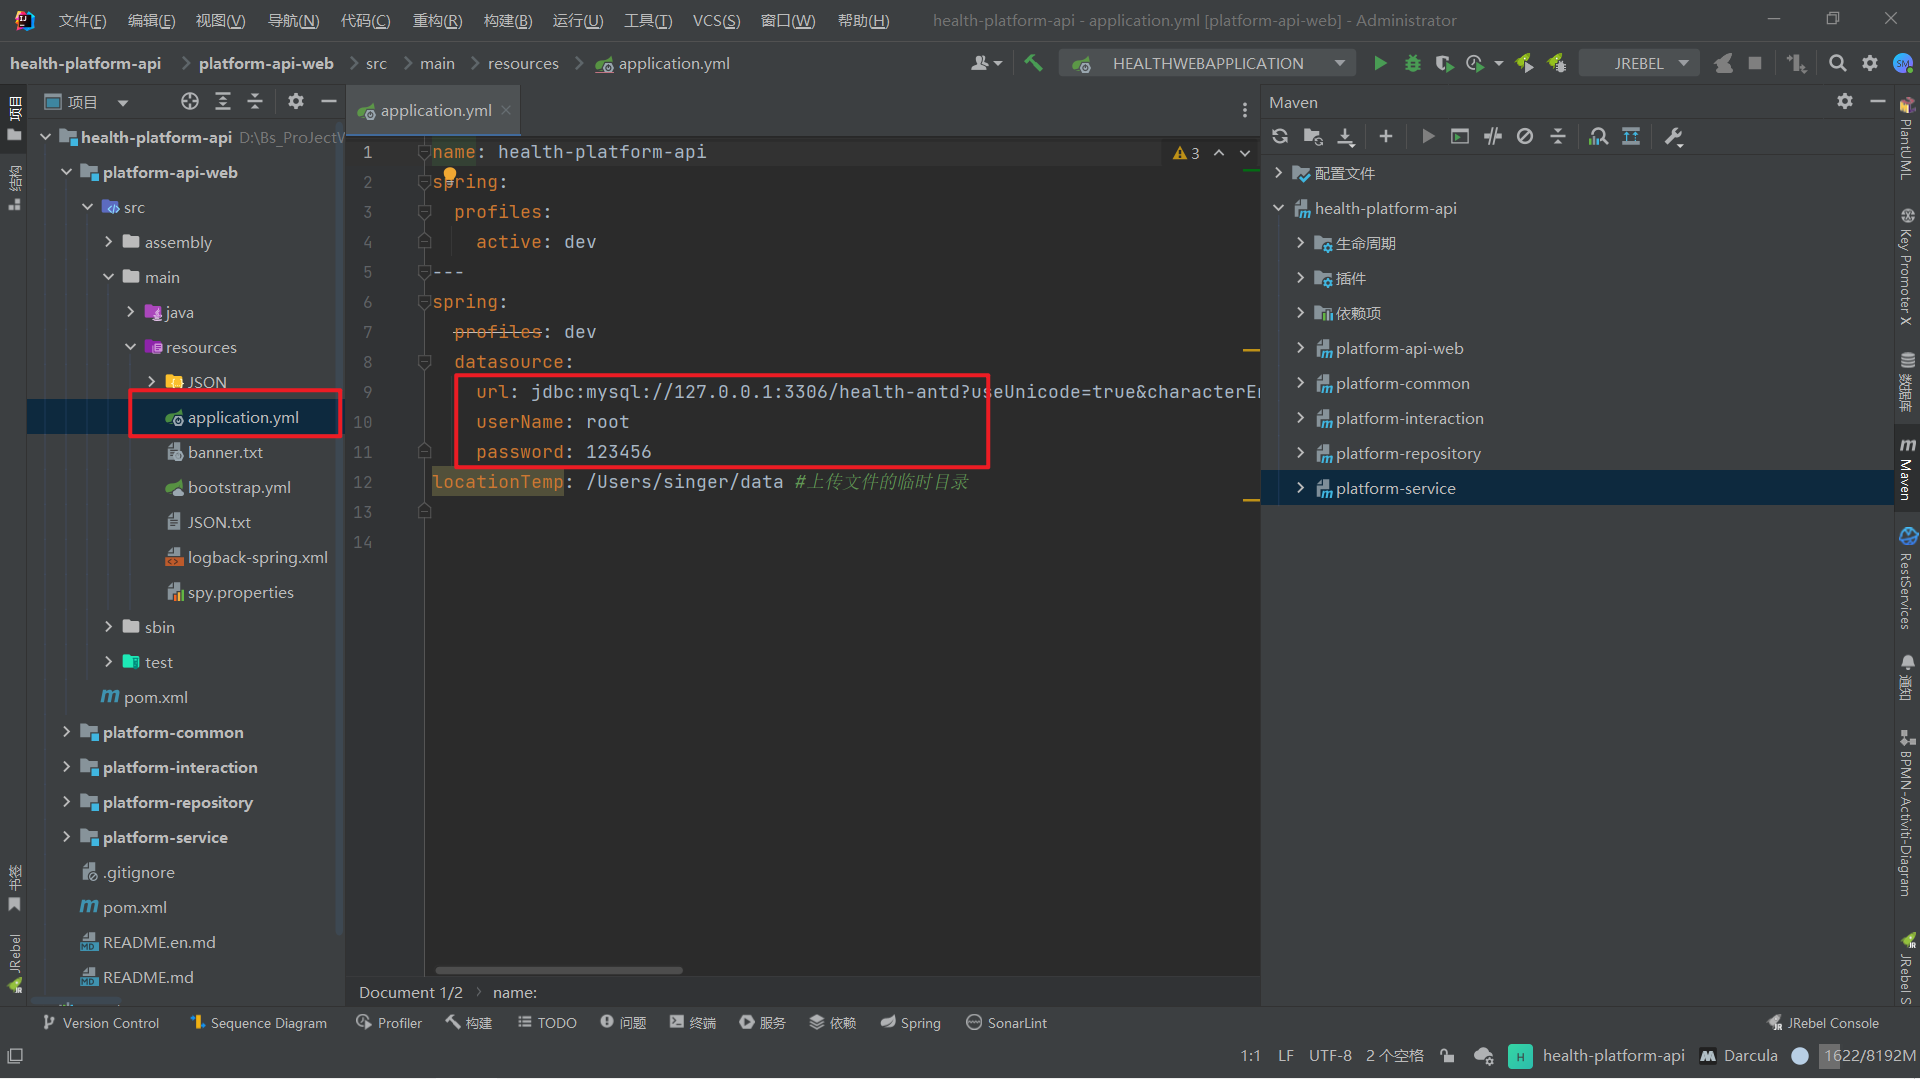 文件(F) 编辑(E) 视图(V) 导航(N) 代码(C) 重构(R) 构建(B) 运行(U) 工具(T) VCS(S) 窗口(W) 帮助(H) health-platform-api - application.yml [platform-api-web] - Administrator
health-platform-api platform-api-web src main resources application.yml HEALTHWEBAPPLICATION JREBEL
项目
结构
书签
JRebel
项目
health-platform-api D:\Bs_ProJectW
platform-api-web
src
assembly
main
java
resources
JSON
application.yml
banner.txt
bootstrap.yml
JSON.txt
logback-spring.xml
spy.properties
sbin
test
pom.xml
platform-common
platform-interaction
platform-repository
platform-service
.gitignore
pom.xml
README.en.md
README.md
application.yml
3
1 name: health-platform-api
2 spring:
3 profiles:
4 active: dev
5 ---
6 spring:
7 profiles: dev
8 datasource:
9 url: jdbc:mysql://127.0.0.1:3306/health-antd?useUnicode=true&characterEn
10 userName: root
11 password: 123456
12 locationTemp: /Users/singer/data #上传文件的临时目录
13
14
Document 1/2 name:
Maven
配置文件
health-platform-api
生命周期
插件
依赖项
platform-api-web
platform-common
platform-interaction
platform-repository
platform-service
PlantUML
Key Promoter X
数据库
Maven
RestServices
通知
BPMN-Activiti-Diagram
JRebel S
Version Control Sequence Diagram Profiler 构建 TODO 问题 终端 服务 依赖 Spring SonarLint JRebel Console
1:1 LF UTF-8 2 个空格 H health-platform-api Darcula 1622/8192M